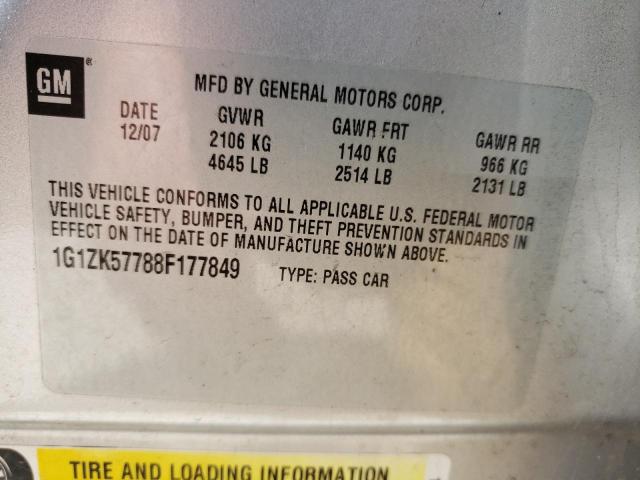 GM ®
MFD BY GENERAL MOTORS CORP.
DATE GVWR GAWR FRT GAWR RR
12/07 2106 KG 1140 KG 966 KG
4645 LB 2514 LB 2131 LB
THIS VEHICLE CONFORMS TO ALL APPLICABLE U.S. FEDERAL MOTOR
VEHICLE SAFETY, BUMPER, AND THEFT PREVENTION STANDARDS IN
EFFECT ON THE DATE OF MANUFACTURE SHOWN ABOVE.
1G1ZK57788F177849 TYPE: PASS CAR
TIRE AND LOADING INFORMATION